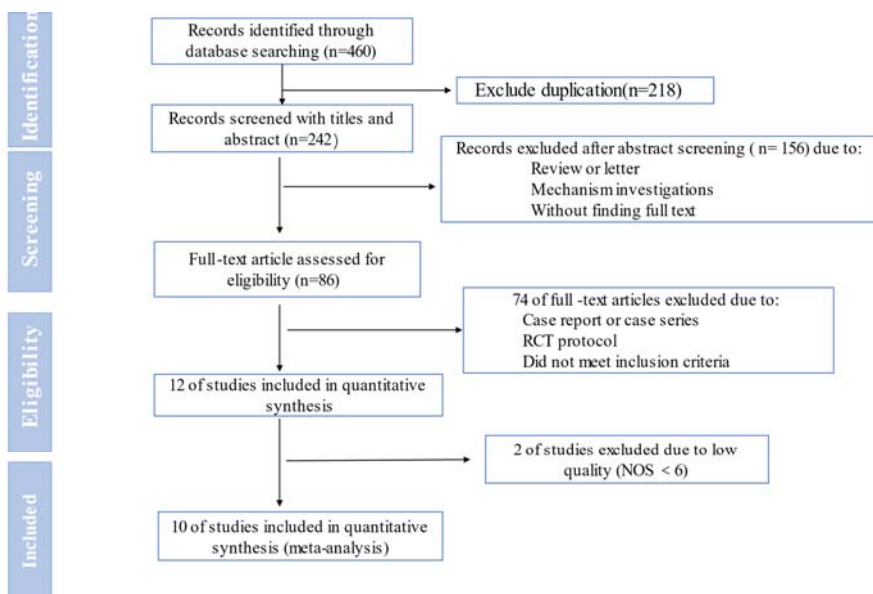 Identification
Records identified through
database searching (n=460)
Exclude duplication(n=218)
Records screened with titles and
abstract (n=242)
Screening
Records excluded after abstract screening ( n= 156) due to:
Review or letter
Mechanism investigations
Without finding full text
Full-text article assessed for
eligibility (n=86)
Eligibility
74 of full -text articles excluded due to:
Case report or case series
RCT protocol
Did not meet inclusion criteria
12 of studies included in quantitative
synthesis
Included
2 of studies excluded due to low
quality (NOS < 6)
10 of studies included in quantitative
synthesis (meta-analysis)